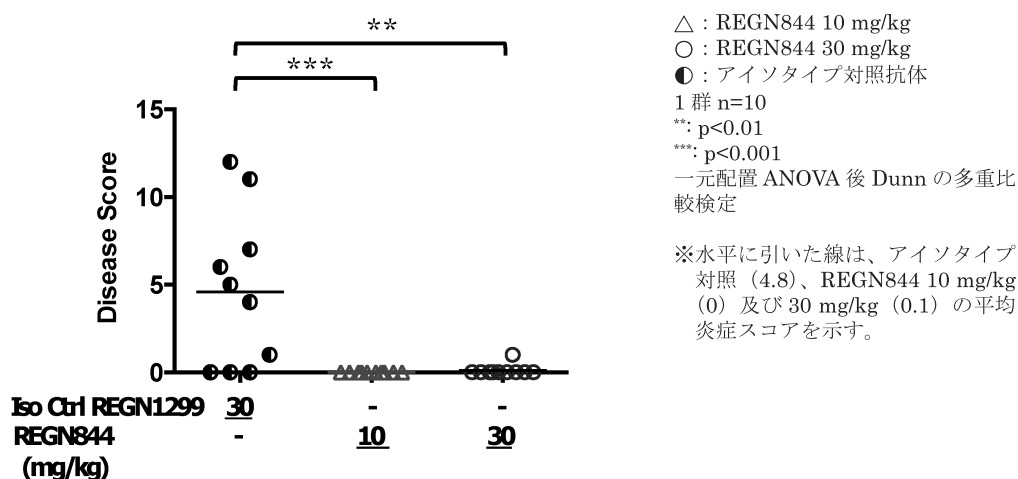 **
***
Disease Score
15
10
5
0
Iso Ctrl REGN1299 30 - -
REGN844 - 10 30
(mg/kg)
△ : REGN844 10 mg/kg
○ : REGN844 30 mg/kg
◐ : アイソタイプ対照抗体
1 群 n=10
**: p<0.01
***: p<0.001
一元配置 ANOVA 後 Dunn の多重比
較検定
※水平に引いた線は、アイソタイプ
対照（4.8）、REGN844 10 mg/kg
（0）及び 30 mg/kg（0.1）の平均
炎症スコアを示す。